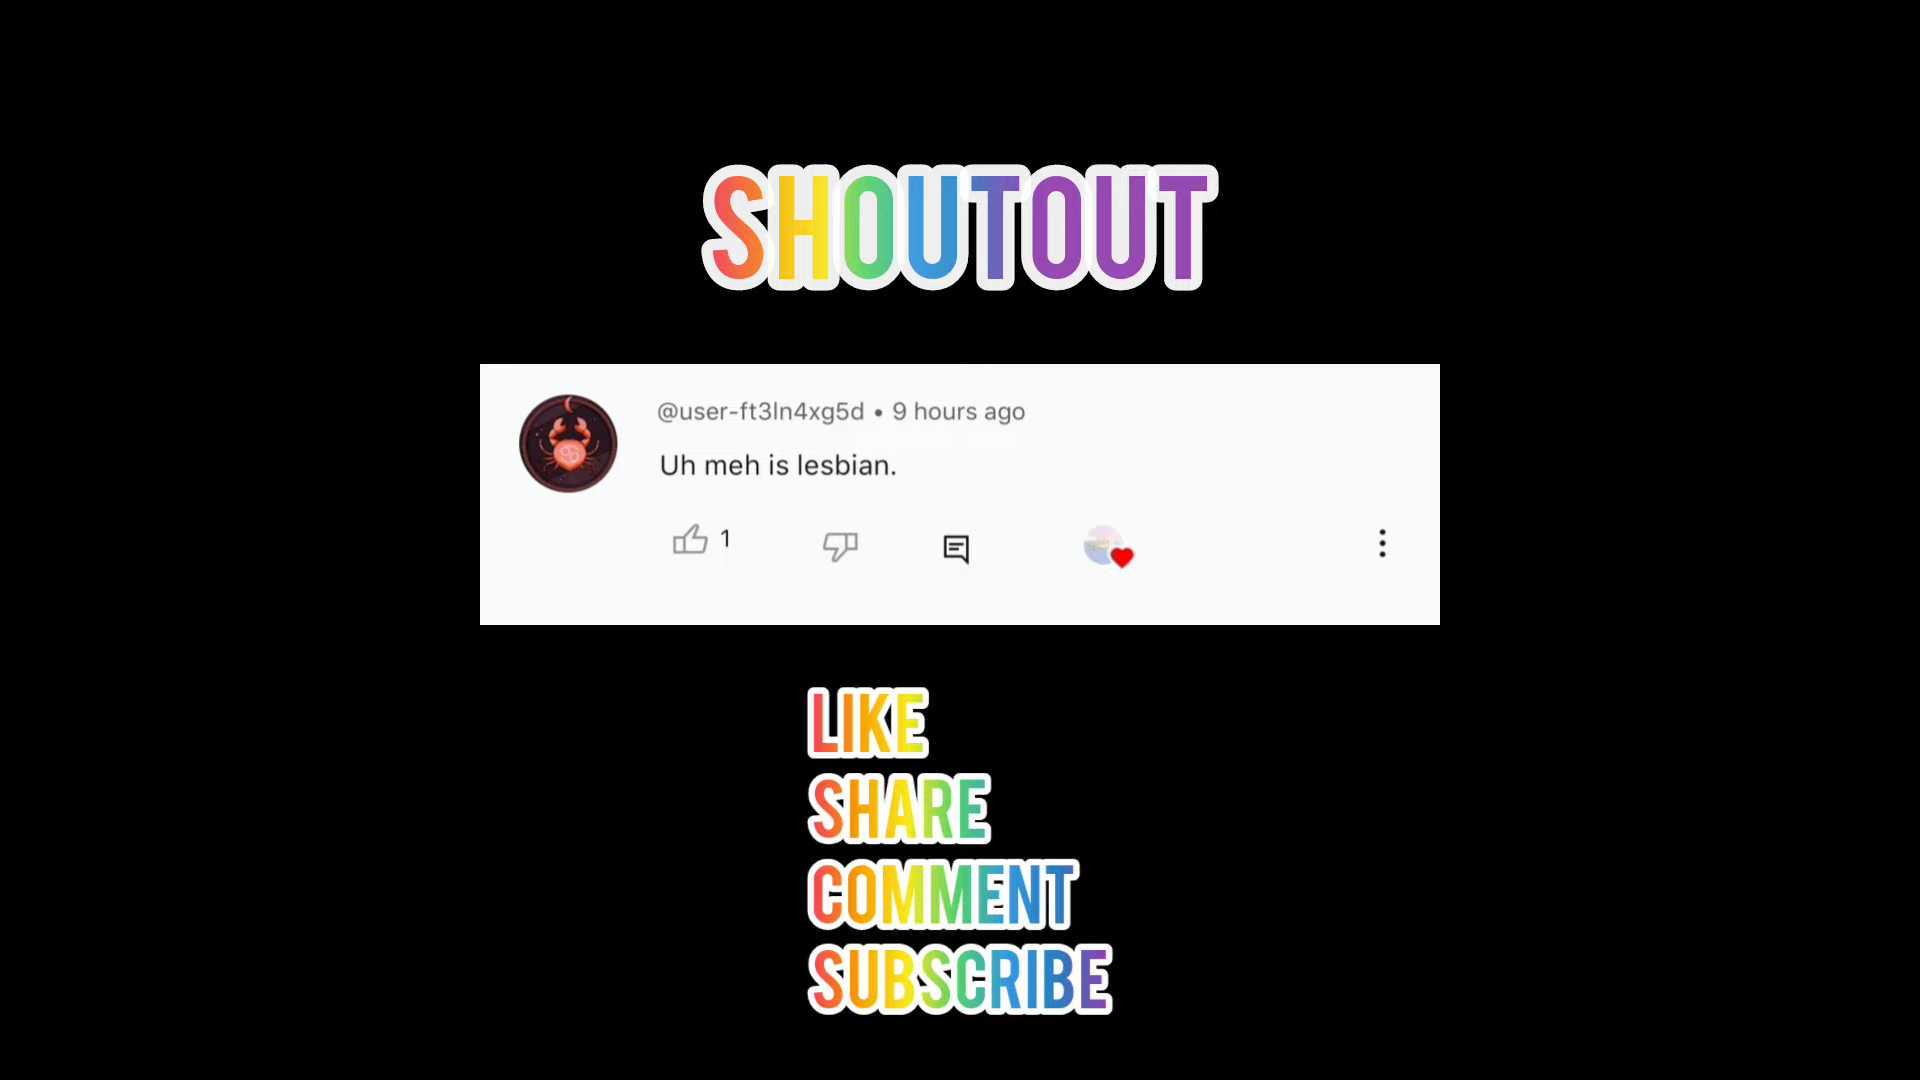 SHOUTOUT
@user-ft3ln4xg5d • 9 hours ago
Uh meh is lesbian.
1
LIKE
SHARE
COMMENT
SUBSCRIBE